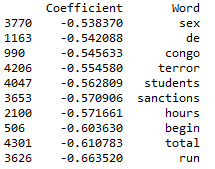 Coefficient Word
3770 -0.538370 sex
1163 -0.542088 de
990 -0.545633 congo
4206 -0.554580 terror
4047 -0.562809 students
3653 -0.570906 sanctions
2100 -0.571661 hours
506 -0.603630 begin
4301 -0.610783 total
3626 -0.663520 run